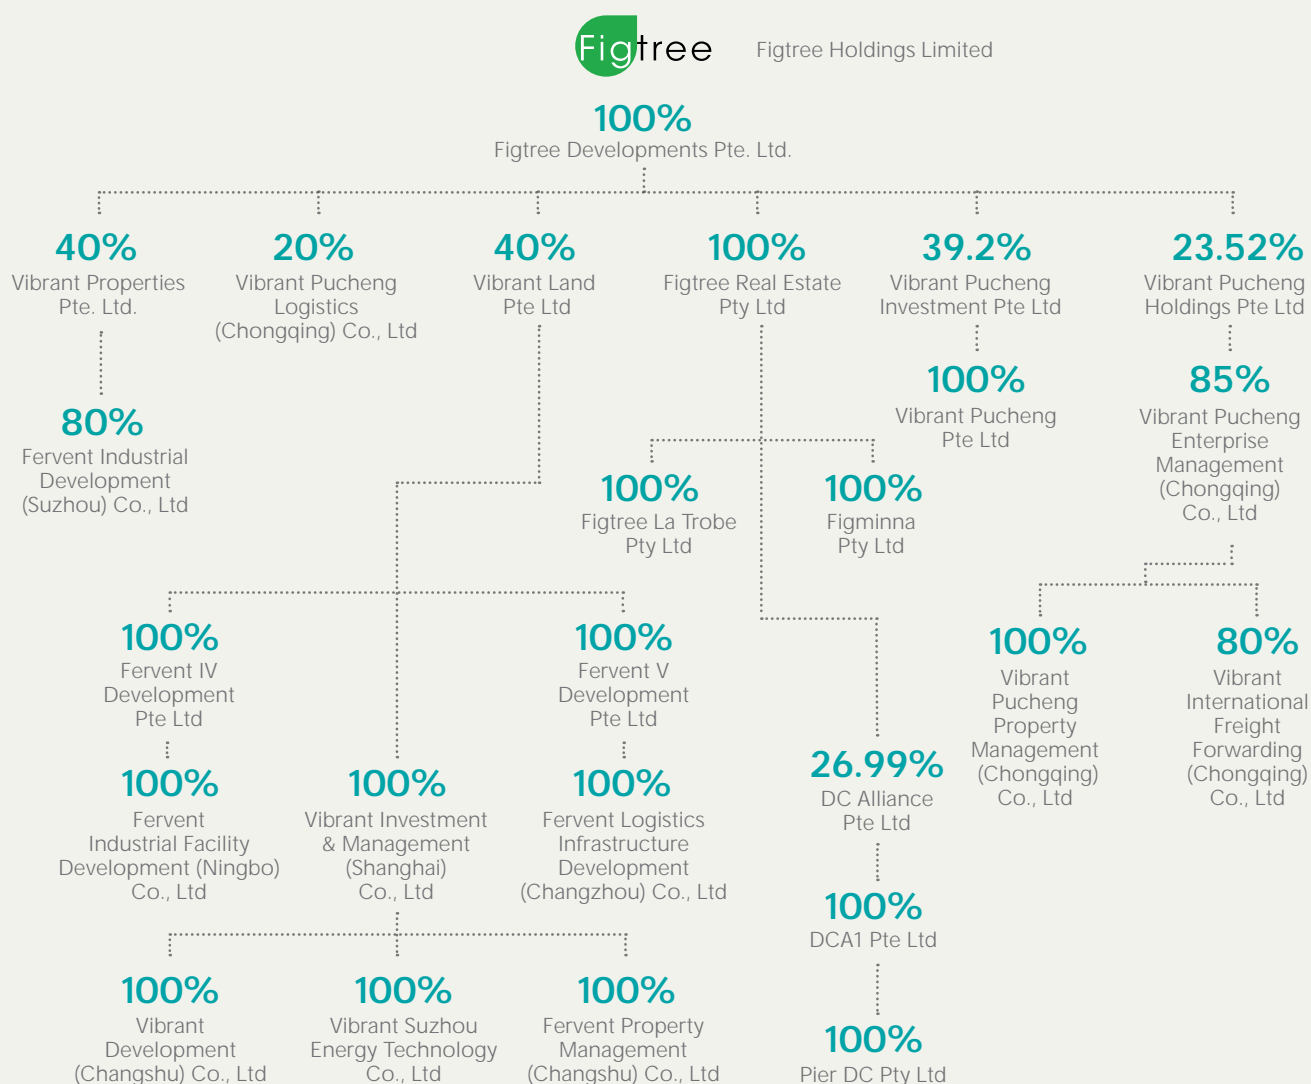 Figtree
Figtree Holdings Limited
100%
Figtree Developments Pte. Ltd.
40%
Vibrant Properties
Pte. Ltd.
20%
Vibrant Pucheng
Logistics
(Chongqing) Co., Ltd
40%
Vibrant Land
Pte Ltd
100%
Figtree Real Estate
Pty Ltd
39.2%
Vibrant Pucheng
Investment Pte Ltd
23.52%
Vibrant Pucheng
Holdings Pte Ltd
80%
Fervent Industrial
Development
(Suzhou) Co., Ltd
100%
Vibrant Pucheng
Pte Ltd
85%
Vibrant Pucheng
Enterprise
Management
(Chongqing)
Co., Ltd
100%
Figtree La Trobe
Pty Ltd
100%
Figminna
Pty Ltd
100%
Fervent IV
Development
Pte Ltd
100%
Fervent V
Development
Pte Ltd
100%
Vibrant
Pucheng
Property
Management
(Chongqing)
Co., Ltd
80%
Vibrant
International
Freight
Forwarding
(Chongqing)
Co., Ltd
100%
Fervent
Industrial Facility
Development (Ningbo)
Co., Ltd
100%
Vibrant Investment
& Management
(Shanghai)
Co., Ltd
100%
Fervent Logistics
Infrastructure
Development
(Changzhou) Co., Ltd
26.99%
DC Alliance
Pte Ltd
100%
DCA1 Pte Ltd
100%
Vibrant
Development
(Changshu) Co., Ltd
100%
Vibrant Suzhou
Energy Technology
Co., Ltd
100%
Fervent Property
Management
(Changshu) Co., Ltd
100%
Pier DC Pty Ltd